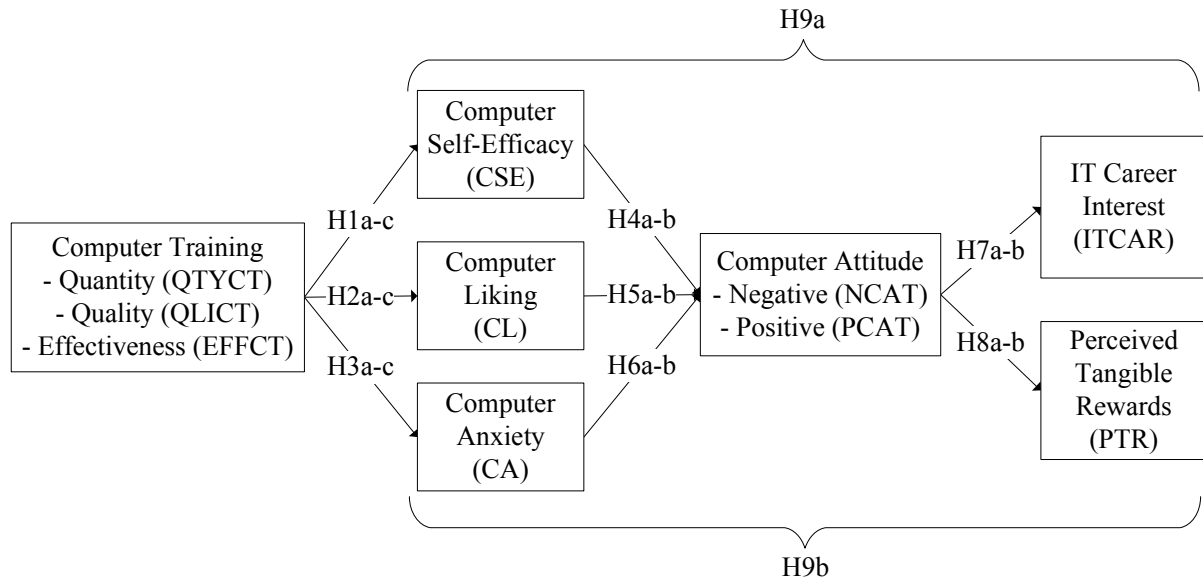 H9a
Computer
Self-Efficacy
(CSE)
IT Career
Interest
(ITCAR)
H1a-c
H4a-b
Computer Training
- Quantity (QTYCT)
- Quality (QLICT)
- Effectiveness (EFFCT)
H2a-c
Computer
Liking
(CL)
H5a-b
Computer Attitude
- Negative (NCAT)
- Positive (PCAT)
H7a-b
H8a-b
H3a-c
H6a-b
Perceived
Tangible
Rewards
(PTR)
Computer
Anxiety
(CA)
H9b